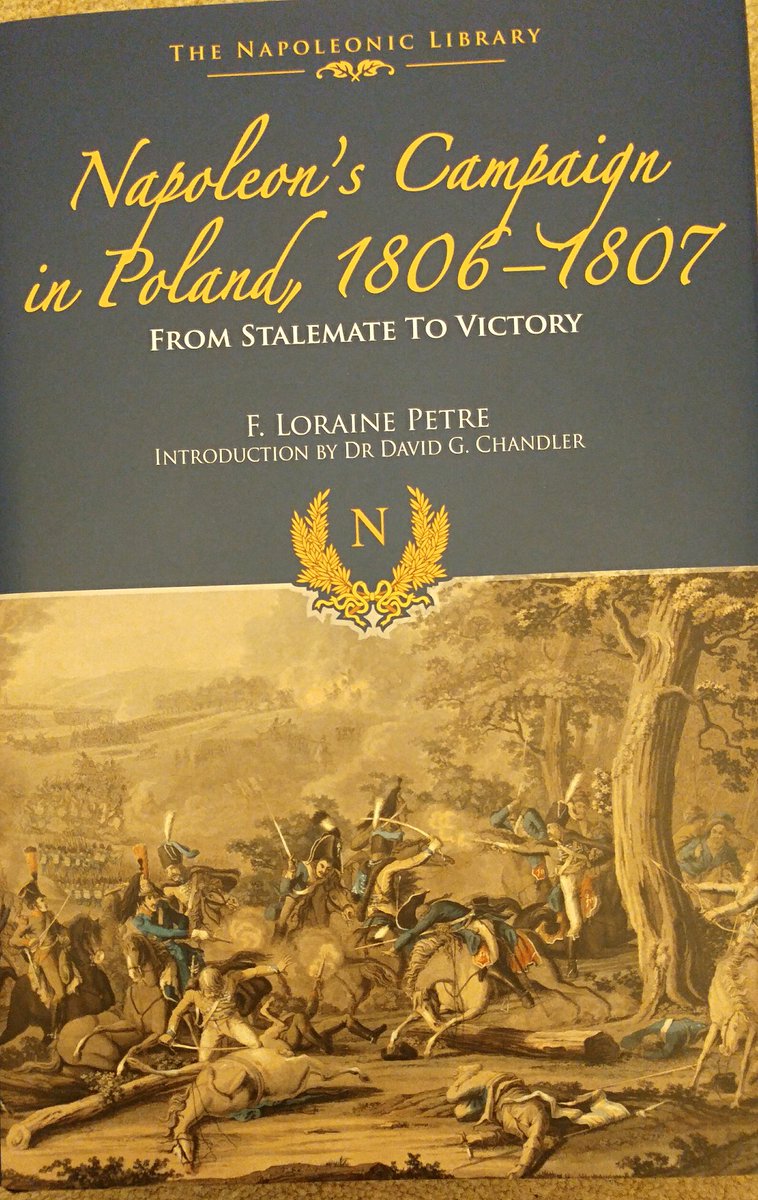 The Napoleonic Library
Napoleon's Campaign
in Poland, 1806–1807
From Stalemate To Victory
F. Loraine Petre
Introduction by Dr David G. Chandler
N